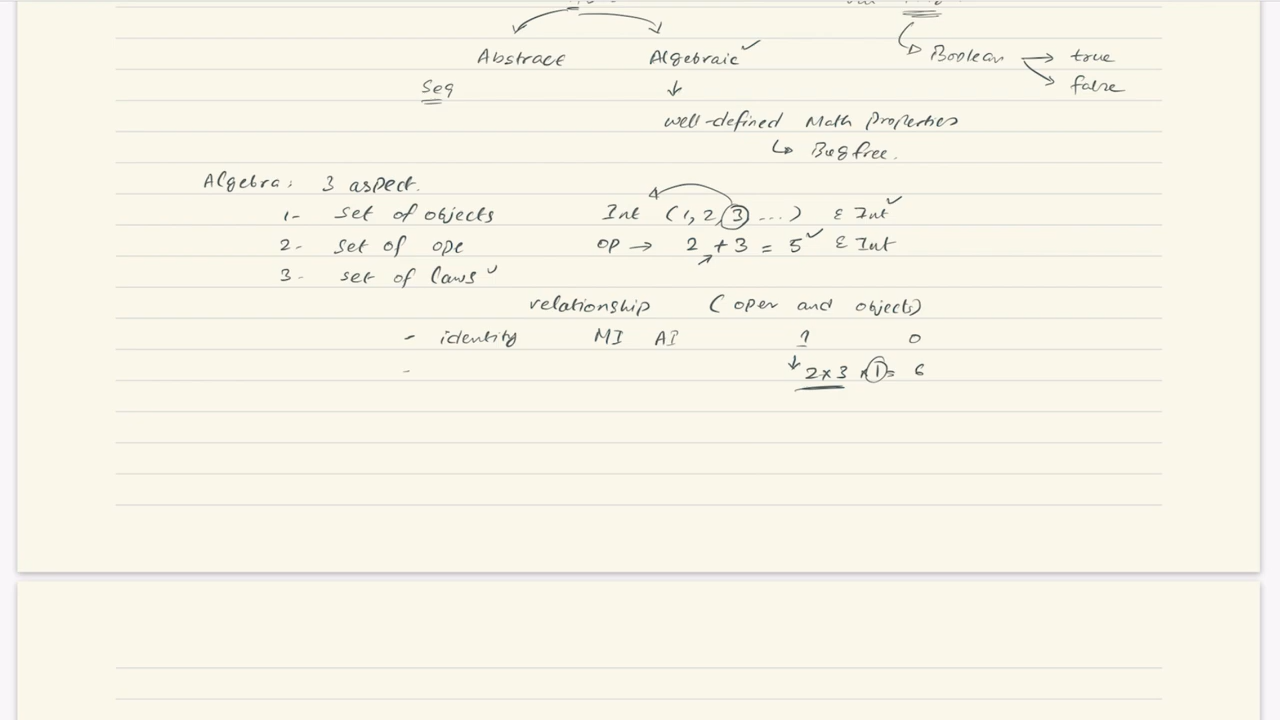 Abstract Algebraic ✓
Boolean → true
Seq false
↓
well-defined Math Properties
↳ Bug free.
Algebra: 3 aspect.
1- set of objects Int (1, 2, 3 ...) ε Int ✓
2- set of ope op → 2 + 3 = 5 ✓ ε Int
3- set of laws ✓
relationship (oper and objects)
- identity MI AI 1 0
- ↓ 2 x 3 x 1 = 6